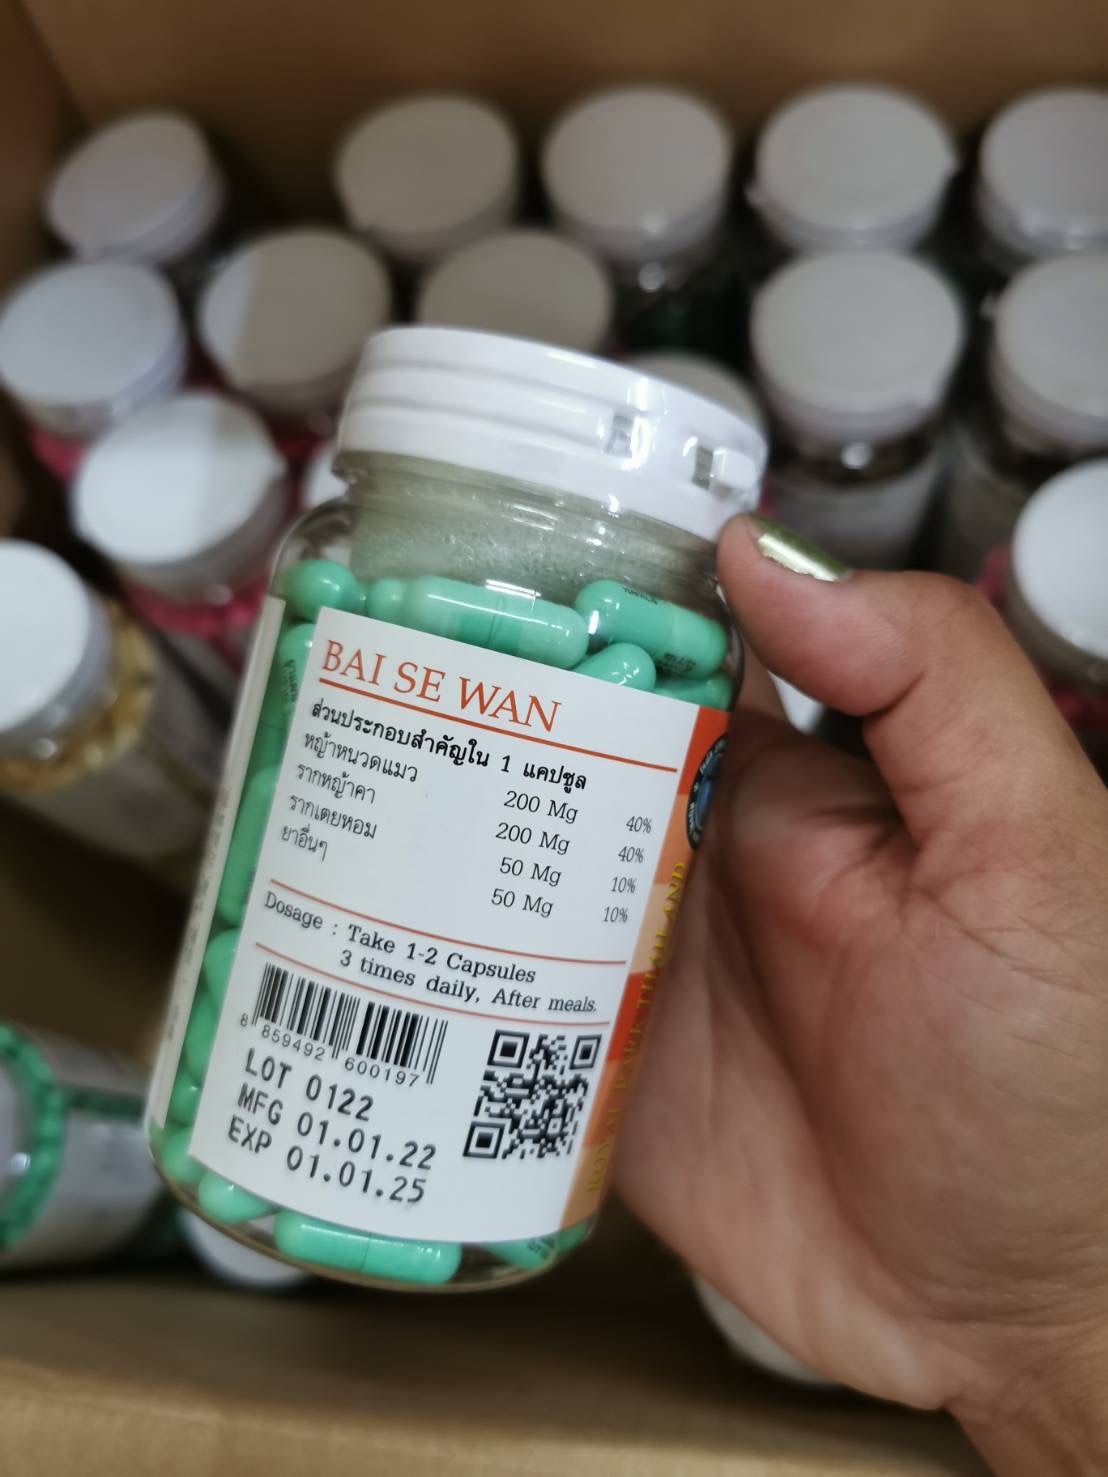 BAI SE WAN
ส่วนประกอบสำคัญใน 1 แคปซูล
หญ้าหนวดแมว 200 Mg 40%
รากหญ้าคา 200 Mg 40%
รากเตยหอม 50 Mg 10%
ยาอื่นๆ 50 Mg 10%
Dosage : Take 1-2 Capsules
3 times daily, After meals.
8 859492 600197
LOT 0122
MFG 01.01.22
EXP 01.01.25
THAILAND